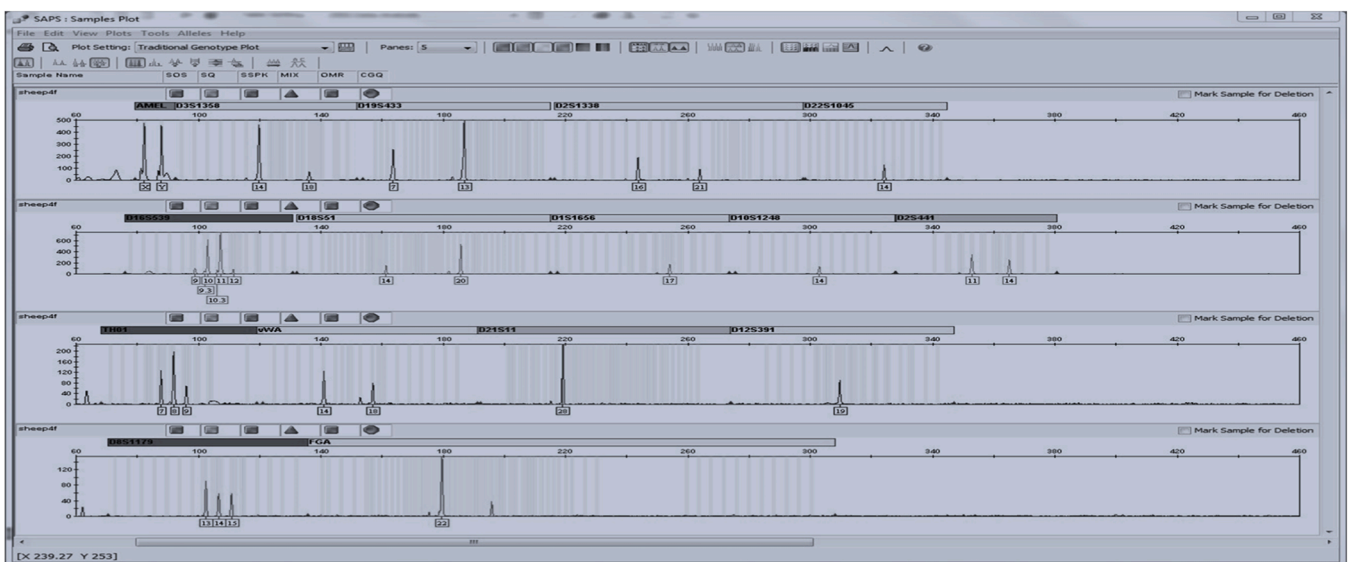 SAPS : Samples Plot
File Edit View Plots Tools Alleles Help
Plot Setting: Traditional Genotype Plot Panes: 5
Sample Name SOS SQ SSPK MIX OMR CGQ
sheep4f Mark Sample for Deletion
AMEL D3S1358 D19S433 D2S1338 D22S1045
60 100 140 180 220 260 300 340 380 420 460
500
400
300
200
100
0
X Y 14 18 7 13 16 21 14
sheep4f Mark Sample for Deletion
D16S539 D18S51 D1S1656 D10S1248 D2S441
60 100 140 180 220 260 300 340 380 420 460
600
400
200
0
9 10 11 12 14 20 17 14 11 14
9.3
10.3
sheep4f Mark Sample for Deletion
TH01 vWA D21S11 D12S391
60 100 140 180 220 260 300 340 380 420 460
200
160
120
80
40
0
7 8 9 14 18 28 19
sheep4f Mark Sample for Deletion
D8S1179 FGA
60 100 140 180 220 260 300 340 380 420 460
120
80
40
0
13 14 15 22
[X 239.27 Y 253]